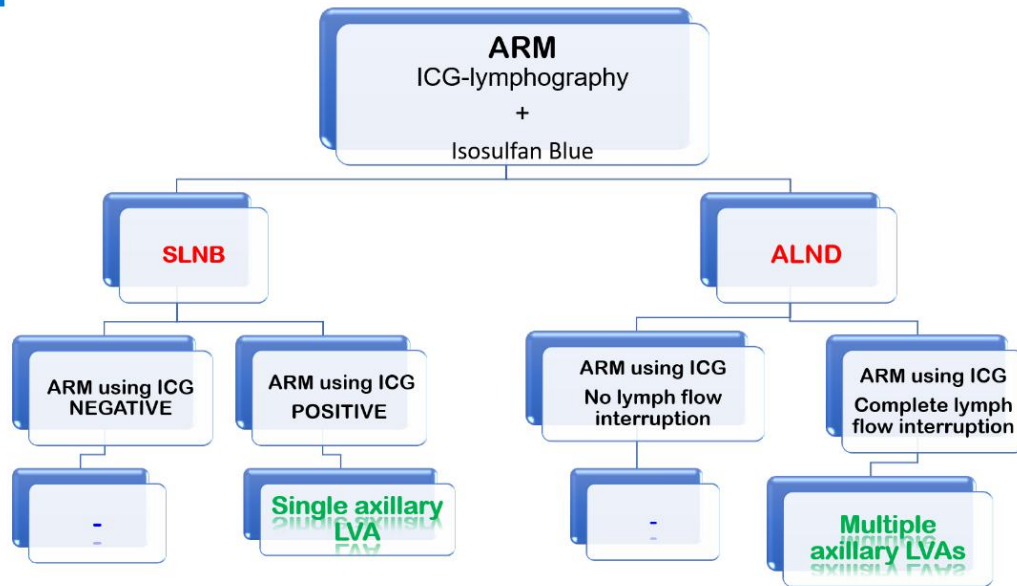 ARM
ICG-lymphography
+
Isosulfan Blue
SLNB
ALND
ARM using ICG
NEGATIVE
ARM using ICG
POSITIVE
ARM using ICG
No lymph flow
interruption
ARM using ICG
Complete lymph
flow interruption
-
Single axillary
LVA
-
Multiple
axillary LVAs